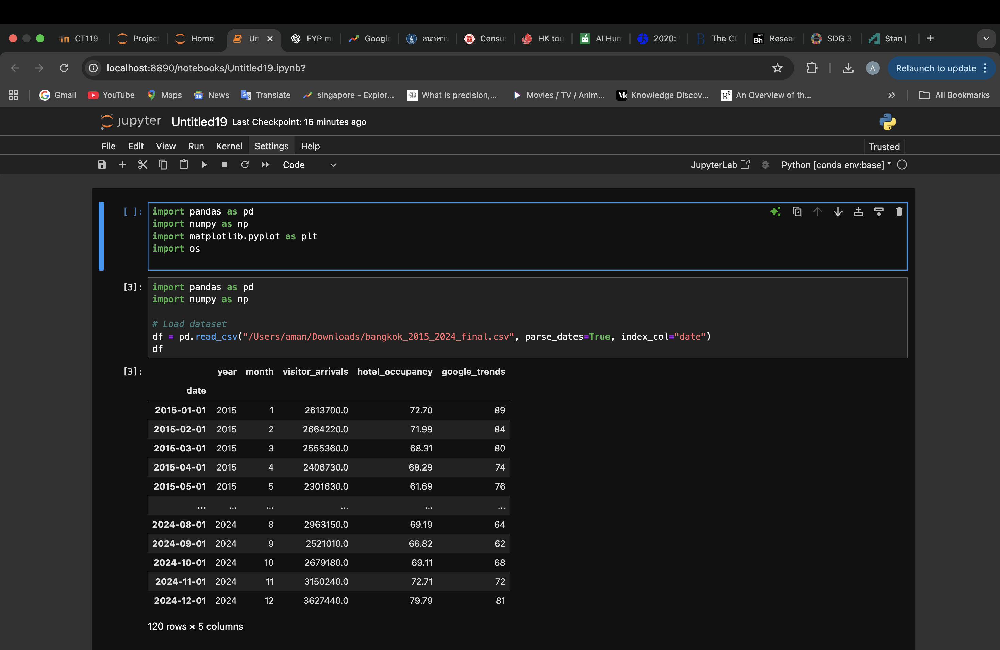 CT119-
Project
Home
Un
FYP m
Google
ธนาคาร
Census
HK tou
AI Hum
2020:
The CO
Resear
SDG 3
Stan |
localhost:8890/notebooks/Untitled19.ipynb?
A
Relaunch to update
Gmail
YouTube
Maps
News
Translate
singapore - Explor...
What is precision,...
Movies / TV / Anim...
Knowledge Discov...
An Overview of th...
All Bookmarks
jupyter Untitled19 Last Checkpoint: 16 minutes ago
File Edit View Run Kernel Settings Help
Trusted
Code
JupyterLab
Python [conda env:base] *
[ ]:
import pandas as pd
import numpy as np
import matplotlib.pyplot as plt
import os
[3]:
import pandas as pd
import numpy as np
# Load dataset
df = pd.read_csv("/Users/aman/Downloads/bangkok_2015_2024_final.csv", parse_dates=True, index_col="date")
df
[3]:
year month visitor_arrivals hotel_occupancy google_trends
date
2015-01-01 2015 1 2613700.0 72.70 89
2015-02-01 2015 2 2664220.0 71.99 84
2015-03-01 2015 3 2555360.0 68.31 80
2015-04-01 2015 4 2406730.0 68.29 74
2015-05-01 2015 5 2301630.0 61.69 76
... ... ... ... ... ...
2024-08-01 2024 8 2963150.0 69.19 64
2024-09-01 2024 9 2521010.0 66.82 62
2024-10-01 2024 10 2679180.0 69.11 68
2024-11-01 2024 11 3150240.0 72.71 72
2024-12-01 2024 12 3627440.0 79.79 81
120 rows × 5 columns